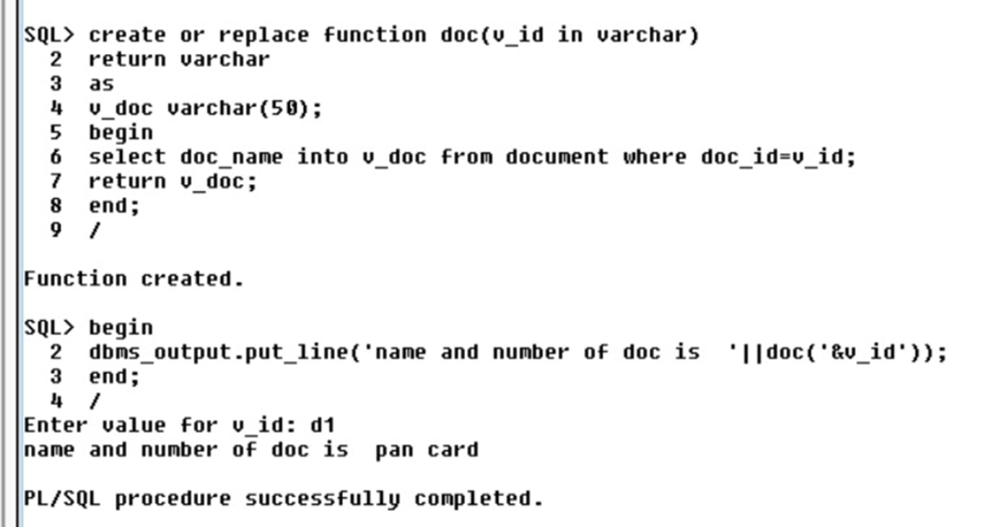 SQL> create or replace function doc(v_id in varchar)
2 return varchar
3 as
4 v_doc varchar(50);
5 begin
6 select doc_name into v_doc from document where doc_id=v_id;
7 return v_doc;
8 end;
9 /
Function created.
SQL> begin
2 dbms_output.put_line('name and number of doc is  '||doc('&v_id'));
3 end;
4 /
Enter value for v_id: d1
name and number of doc is  pan card
PL/SQL procedure successfully completed.